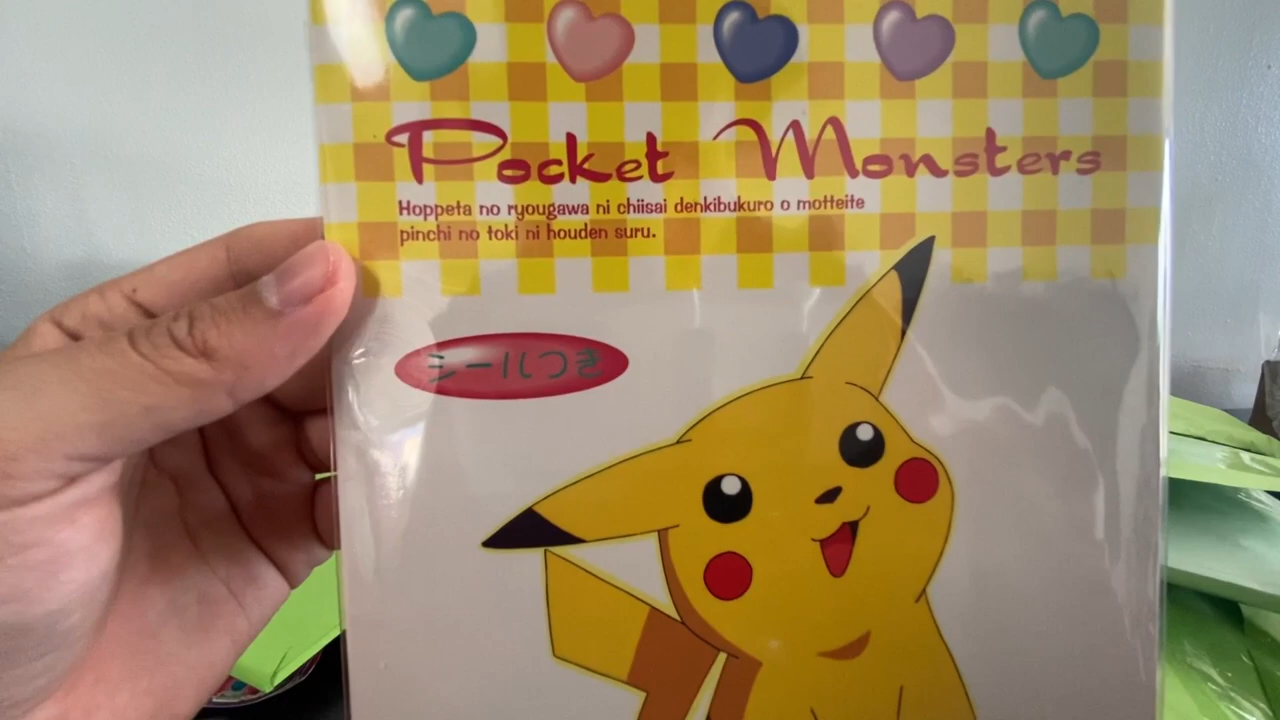 Pocket Monsters
Hoppeta no ryougawa ni chiisai denkibukuro o motteite
pinchi no toki ni houden suru.
シールつき